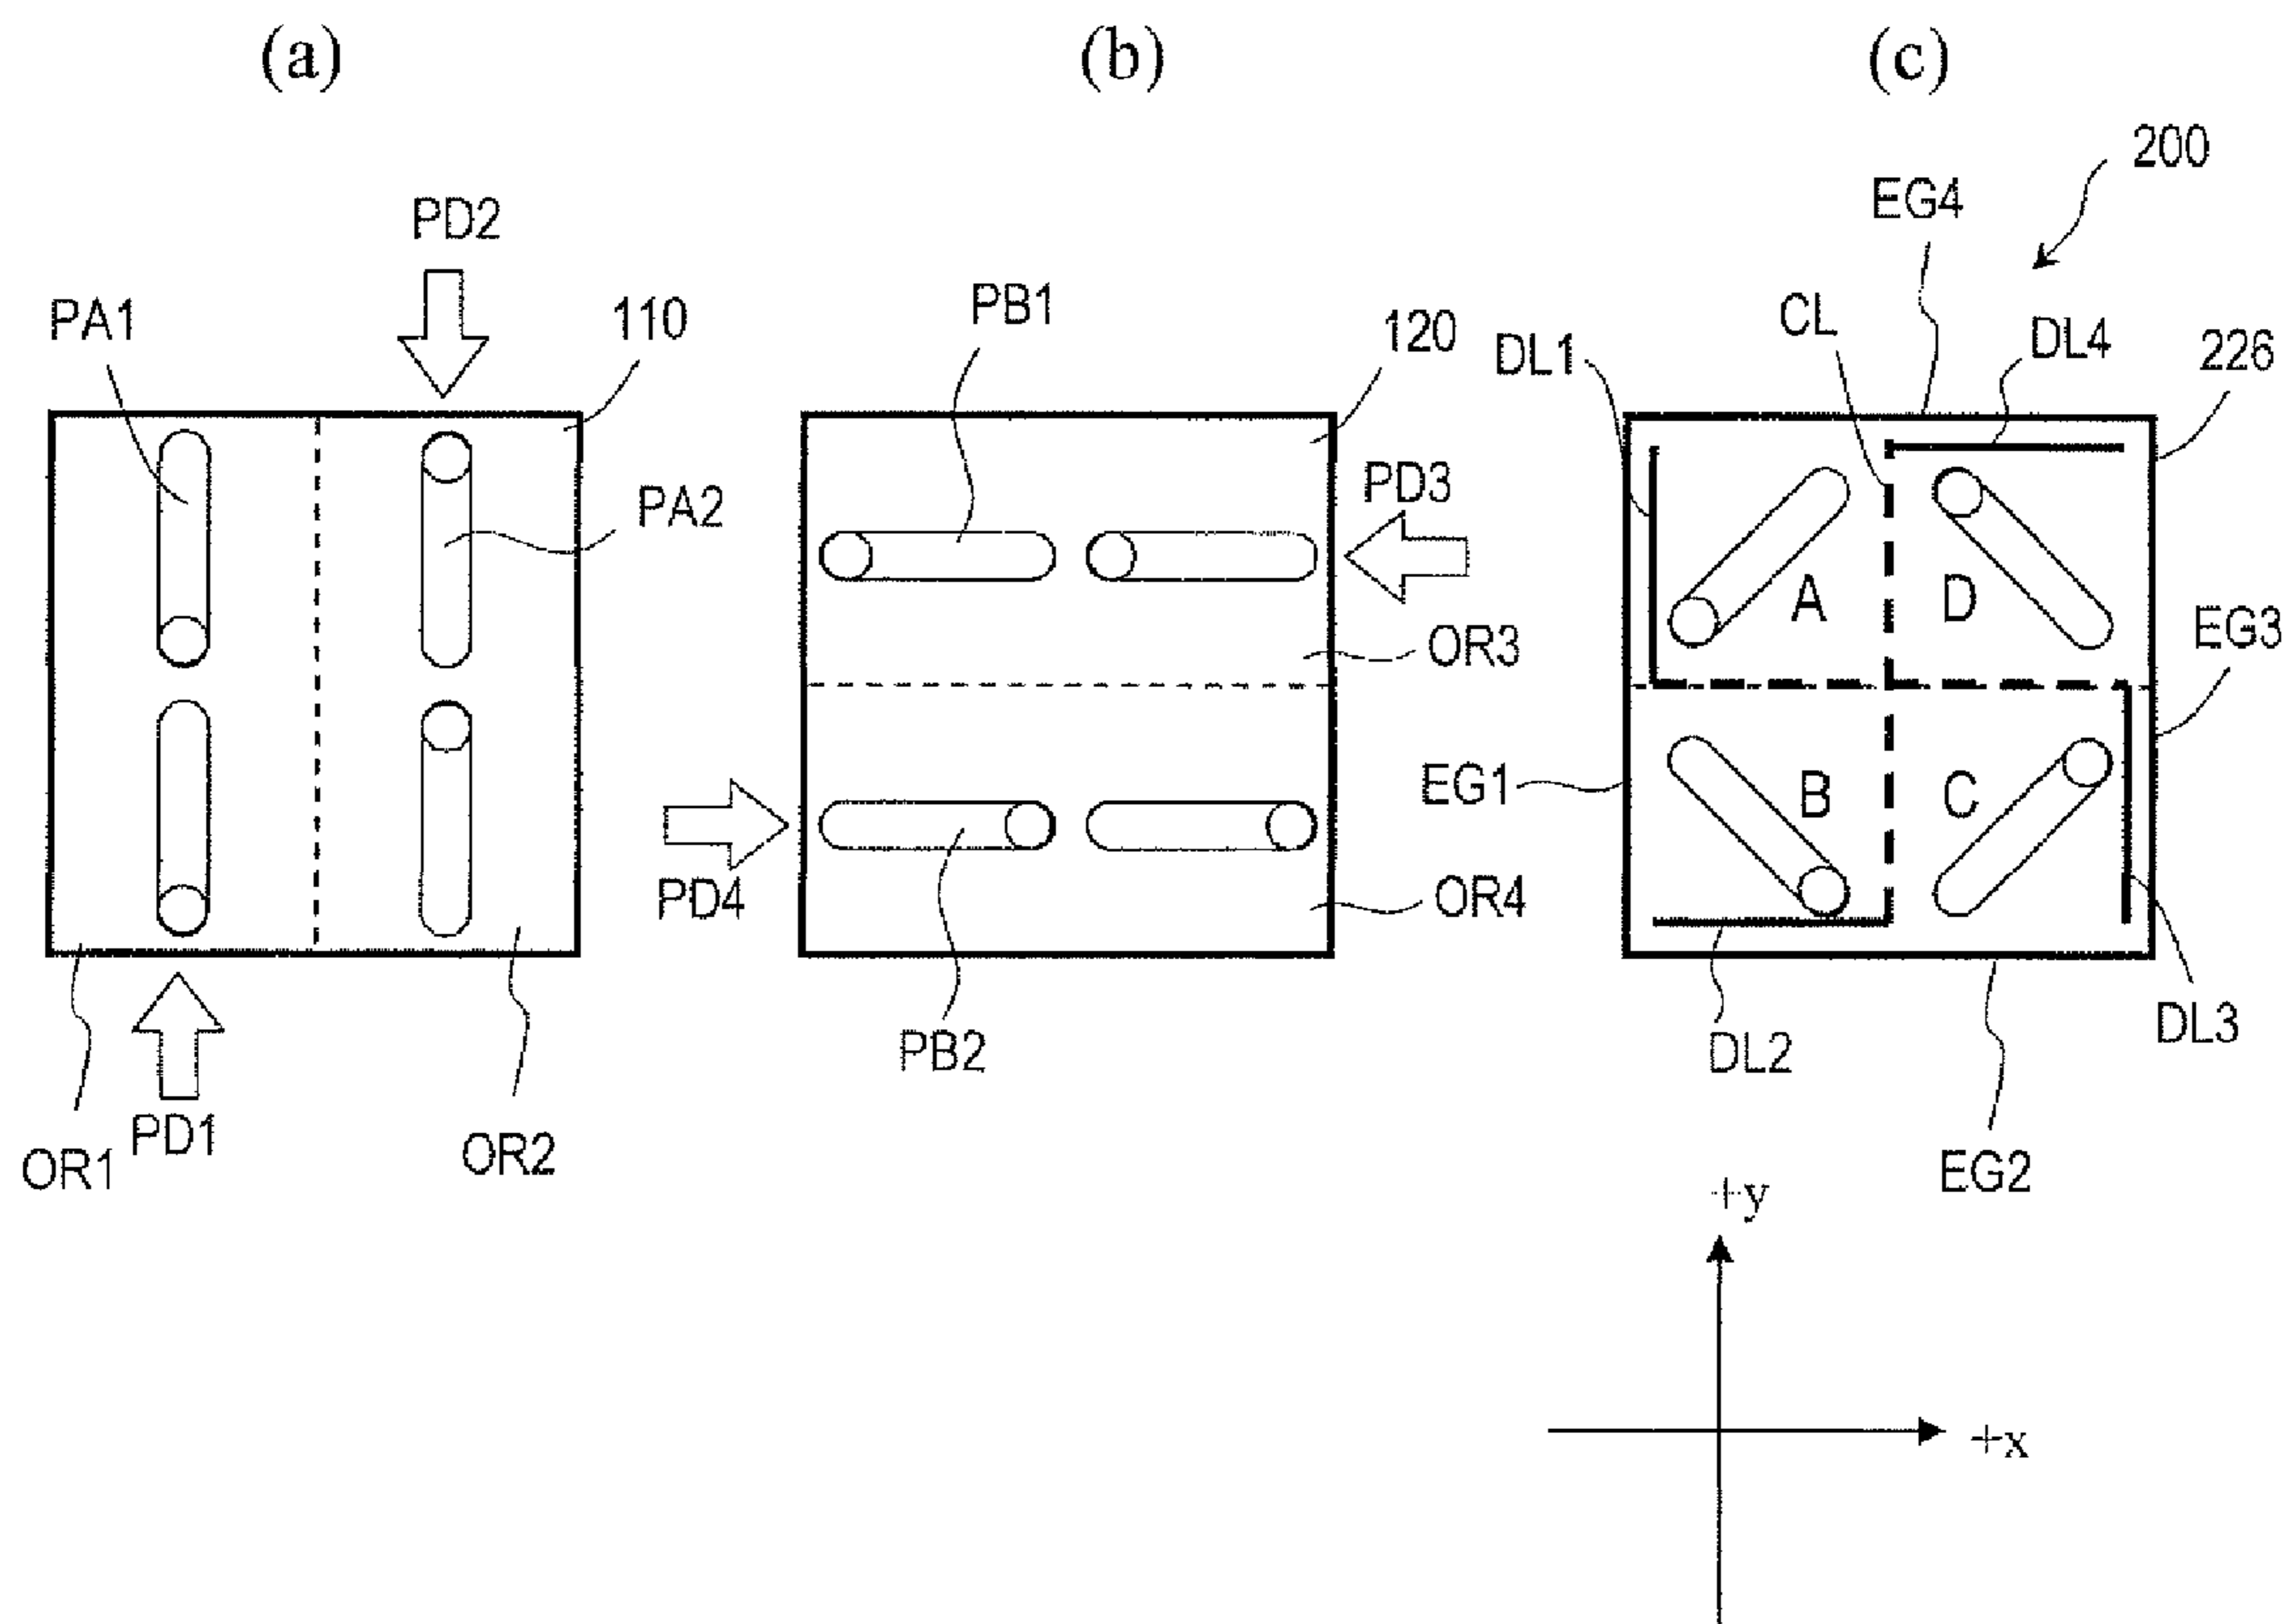 (a)
(b)
(c)
200
PD2
EG4
PA1
110
PB1
120
CL
DL1
DL4
226
PA2
PD3
A
D
OR3
EG3
EG1
B
C
PD4
OR4
PB2
DL2
DL3
PD1
OR1
OR2
EG2
+y
+x